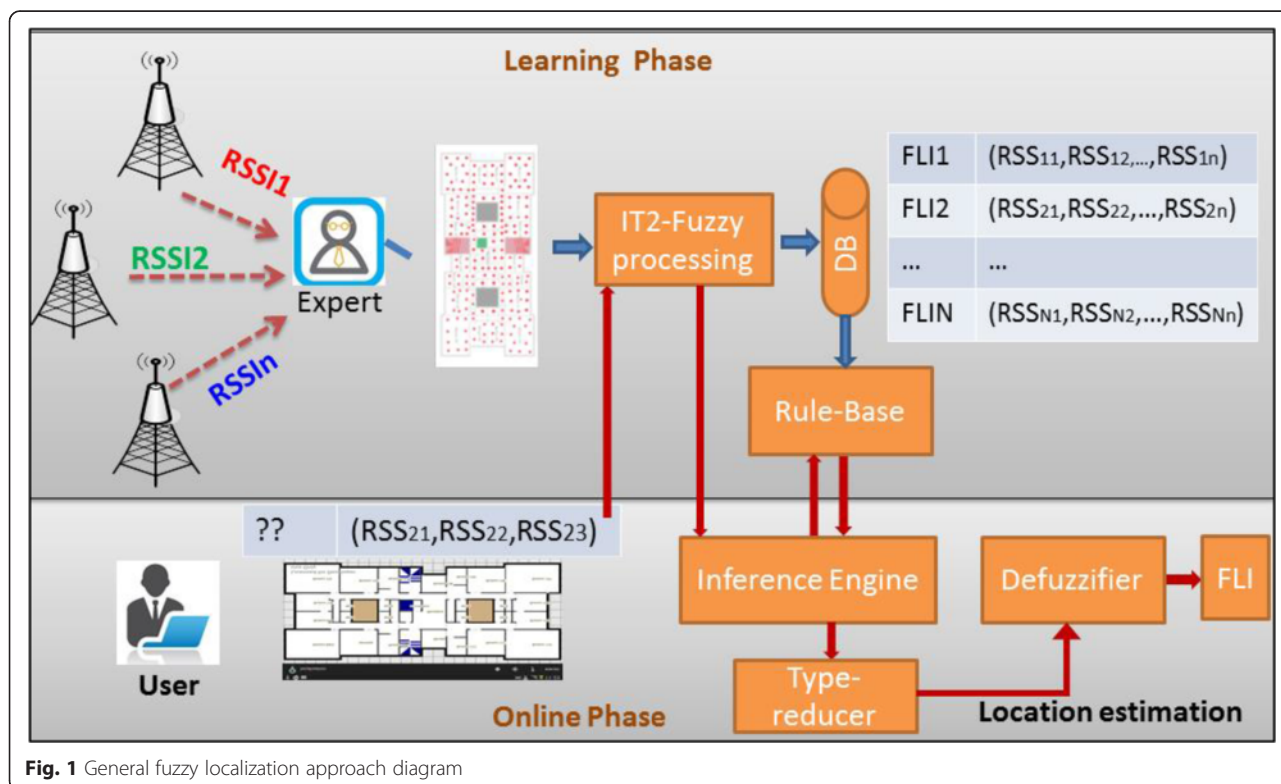 Learning Phase
RSSI1
RSSI2
RSSIn
Expert
IT2-Fuzzy
processing
DB
FLI1 (RSS11,RSS12,...,RSS1n)
FLI2 (RSS21,RSS22,...,RSS2n)
... ...
FLIN (RSSN1,RSSN2,...,RSSNn)
Rule-Base
?? (RSS21,RSS22,RSS23)
User
Inference Engine
Defuzzifier
FLI
Type-
reducer
Online Phase
Location estimation
Fig. 1 General fuzzy localization approach diagram